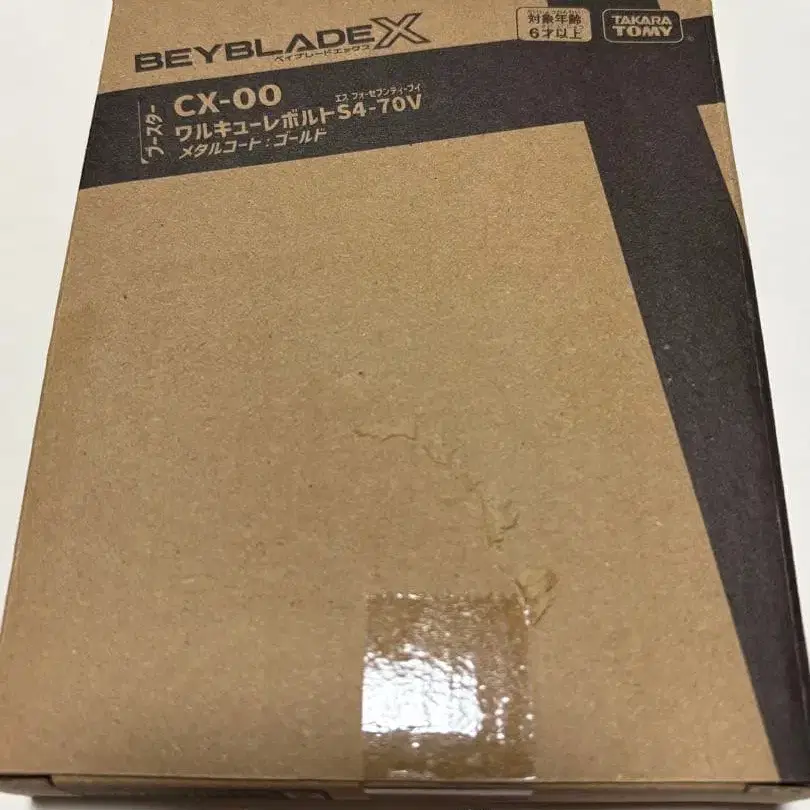 BEYBLADE X
ベイブレードエックス
対象年齢
6才以上
TAKARA
TOMY
ブースター
CX-00
エス フォーセブンティーブイ
ワルキューレボルトS4-70V
メタルコート:ゴールド